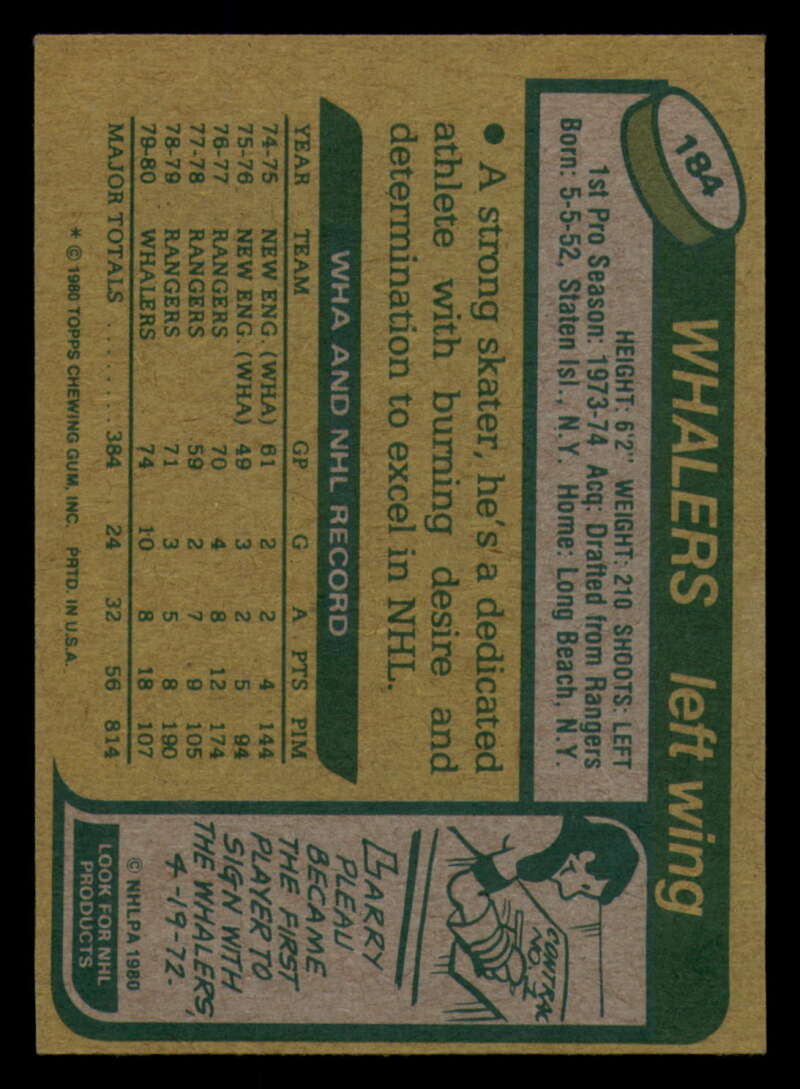 184
WHALERS left wing
HEIGHT: 6'2" WEIGHT: 210 SHOOTS: LEFT
1st Pro Season: 1973-74 Acq: Drafted from Rangers
Born: 5-5-52, Staten Isl., N.Y. Home: Long Beach, N.Y.
● A strong skater, he's a dedicated
athlete with burning desire and
determination to excel in NHL.
WHA AND NHL RECORD
YEAR TEAM GP G A PTS PIM
74-75 NEW ENG. (WHA) 61 2 2 4 144
75-76 NEW ENG. (WHA) 49 3 2 5 94
76-77 RANGERS 70 4 8 12 174
77-78 RANGERS 59 2 7 9 105
78-79 RANGERS 71 3 5 8 190
79-80 WHALERS 74 10 8 18 107
MAJOR TOTALS ........ 384 24 32 56 814
* © 1980 TOPPS CHEWING GUM, INC. PRTD. IN U.S.A.
CONTRAC
NO. 1
LARRY
PLEAU
BECAME
THE FIRST
PLAYER TO
SIGN WITH
THE WHALERS,
4-19-72.
© NHLPA 1980
LOOK FOR NHL
PRODUCTS